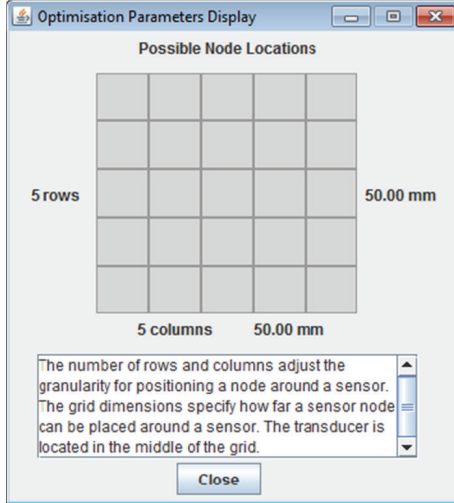 Optimisation Parameters Display
Possible Node Locations
5 rows
50.00 mm
5 columns
50.00 mm
The number of rows and columns adjust the
granularity for positioning a node around a sensor.
The grid dimensions specify how far a sensor node
can be placed around a sensor. The transducer is
located in the middle of the grid.
Close